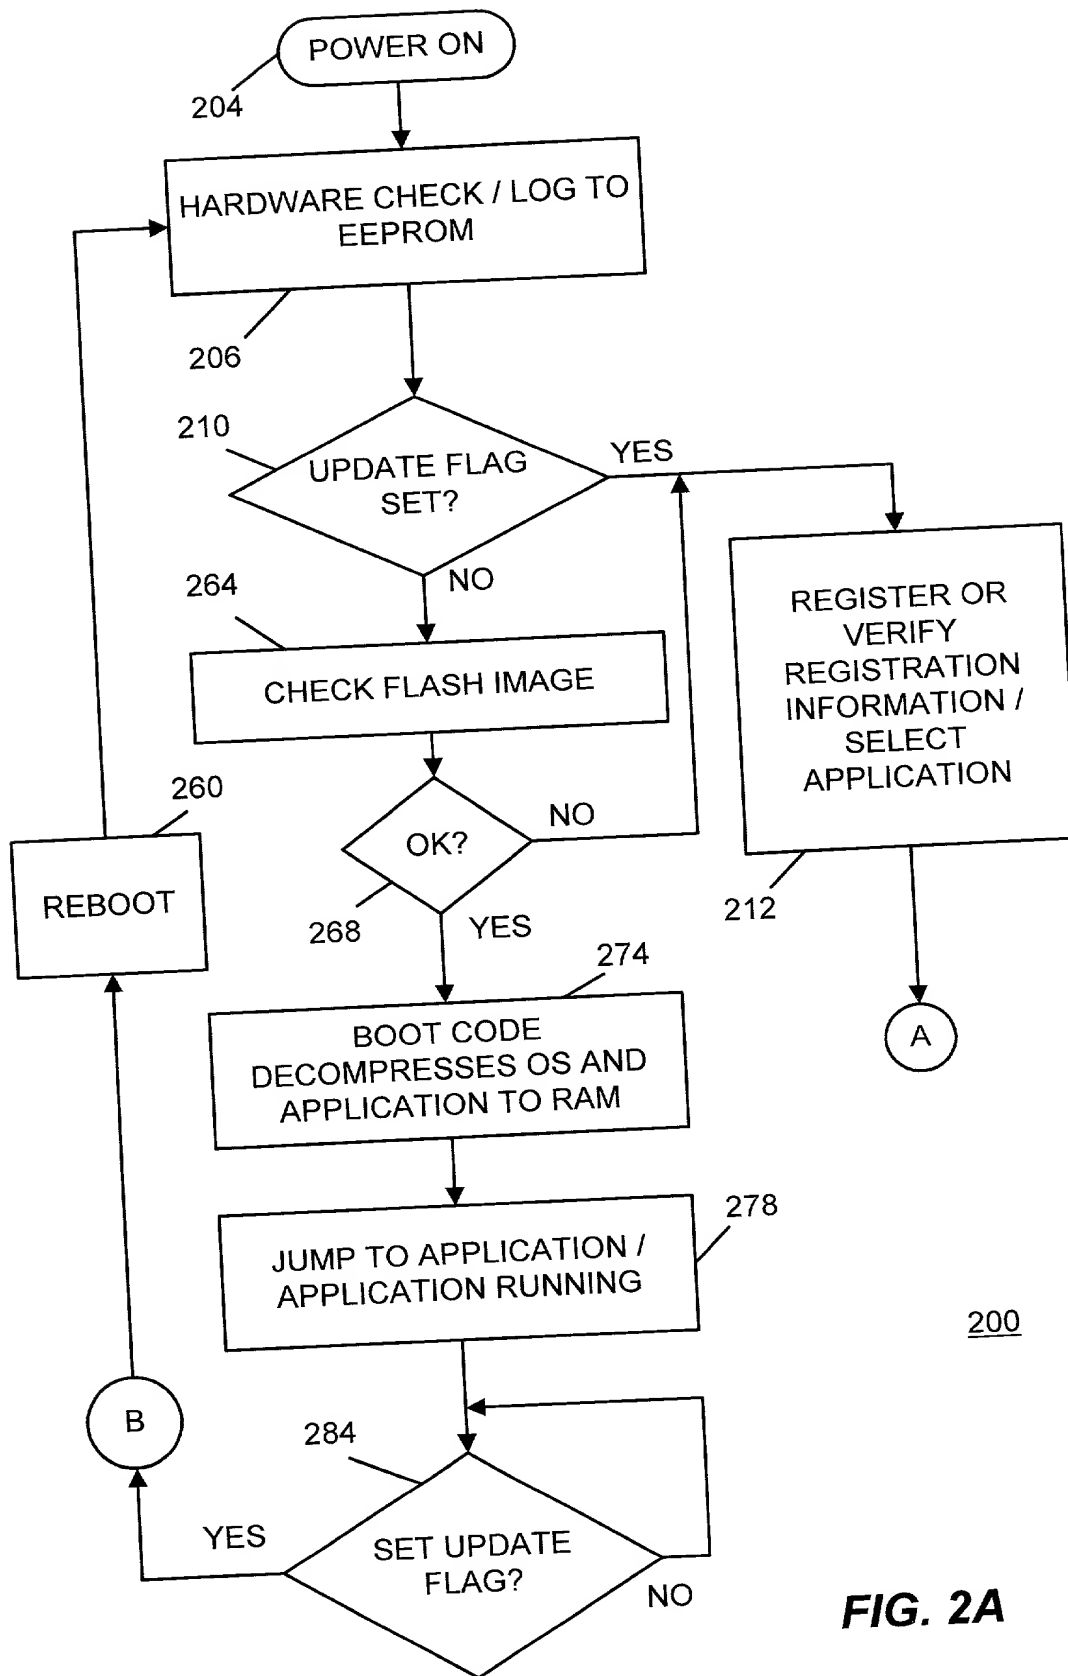 POWER ON
204
HARDWARE CHECK / LOG TO
EEPROM
206
210
UPDATE FLAG
SET?
YES
NO
264
CHECK FLASH IMAGE
REGISTER OR
VERIFY
REGISTRATION
INFORMATION /
SELECT
APPLICATION
212
260
REBOOT
OK?
NO
268
YES
274
BOOT CODE
DECOMPRESSES OS AND
APPLICATION TO RAM
A
278
JUMP TO APPLICATION /
APPLICATION RUNNING
200
B
284
YES
SET UPDATE
FLAG?
NO
FIG. 2A